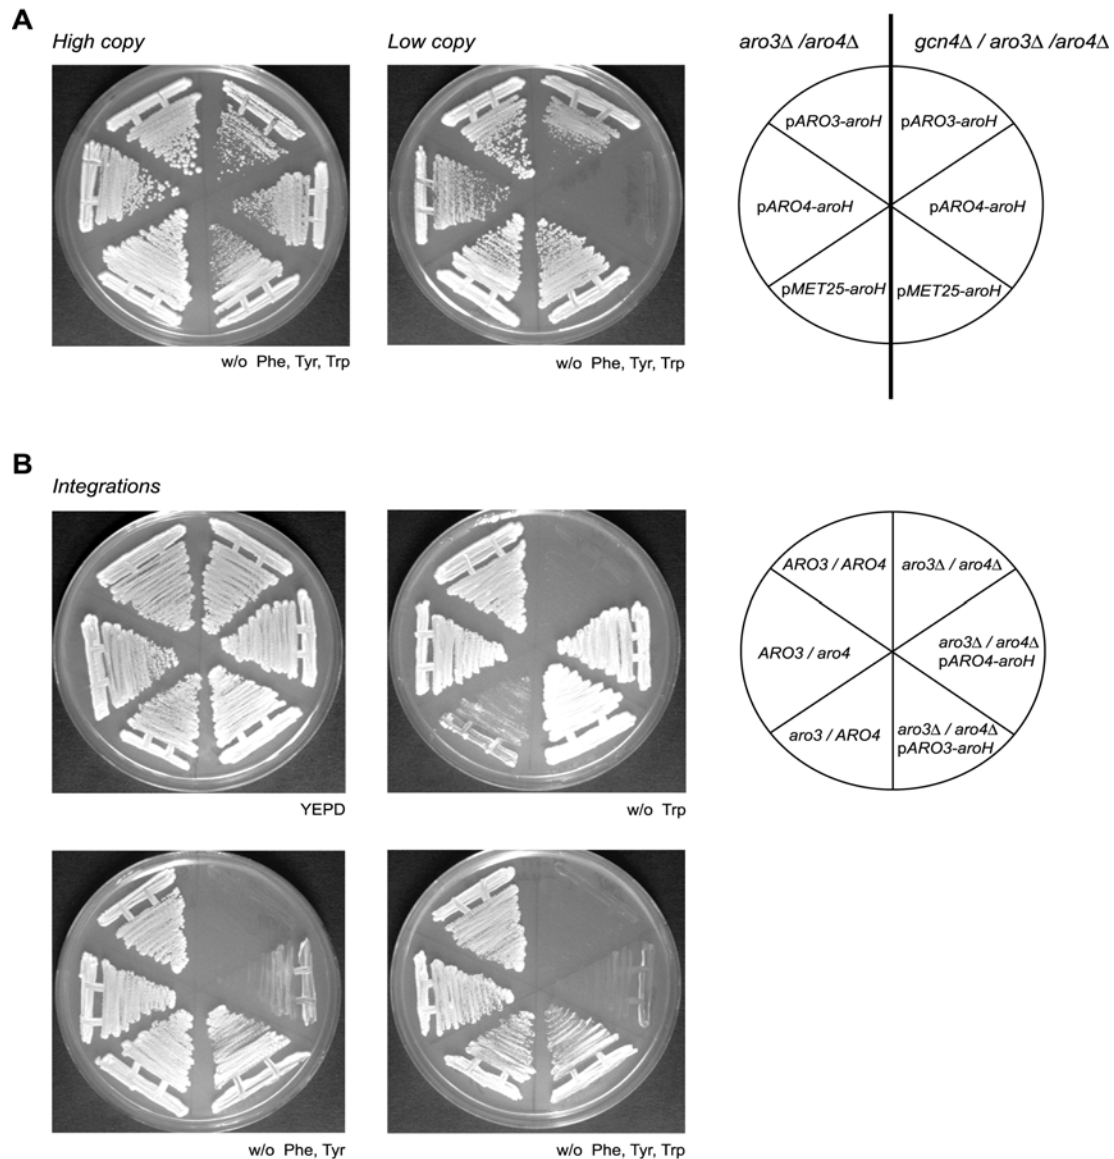 A
High copy
Low copy
aro3Δ /aro4Δ
gcn4Δ / aro3Δ /aro4Δ
pARO3-aroH
pARO3-aroH
pARO4-aroH
pARO4-aroH
pMET25-aroH
pMET25-aroH
w/o Phe, Tyr, Trp
w/o Phe, Tyr, Trp
B
Integrations
ARO3 / ARO4
aro3Δ / aro4Δ
ARO3 / aro4
aro3Δ / aro4Δ
pARO4-aroH
aro3 / ARO4
aro3Δ / aro4Δ
pARO3-aroH
YEPD
w/o Trp
w/o Phe, Tyr
w/o Phe, Tyr, Trp